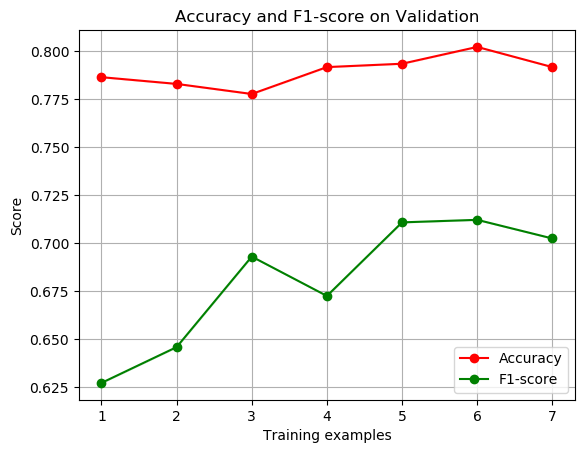 Accuracy and F1-score on Validation
0.800
0.775
0.750
0.725
0.700
0.675
0.650
0.625
Score
Accuracy
F1-score
1 2 3 4 5 6 7
Training examples